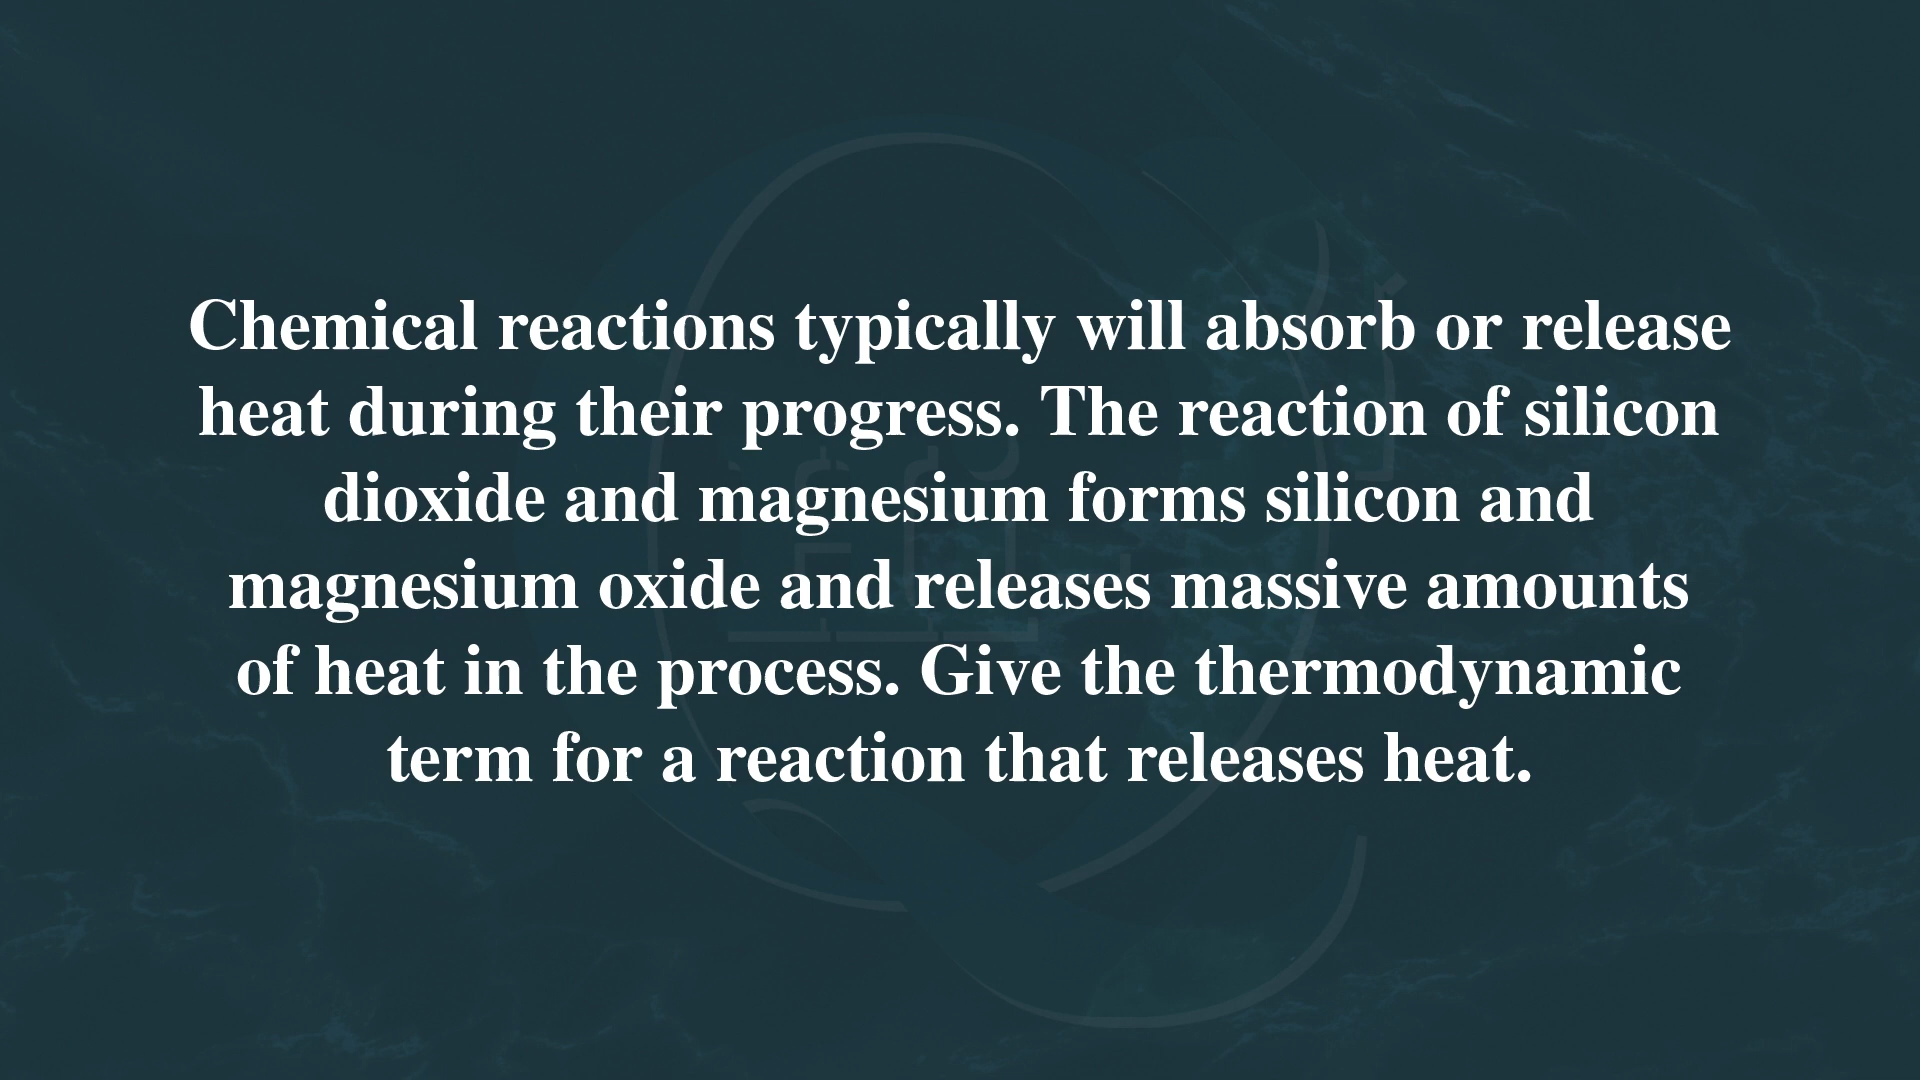 Chemical reactions typically will absorb or release
heat during their progress. The reaction of silicon
dioxide and magnesium forms silicon and
magnesium oxide and releases massive amounts
of heat in the process. Give the thermodynamic
term for a reaction that releases heat.